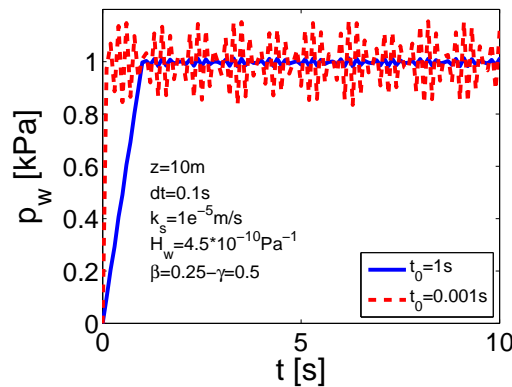 p_w [kPa]
1
0.8
0.6
0.4
0.2
0
z=10m
dt=0.1s
k_s=1e^-5m/s
H_w=4.5*10^-10Pa^-1
β=0.25−γ=0.5
t_0=1s
t_0=0.001s
0
5
10
t [s]